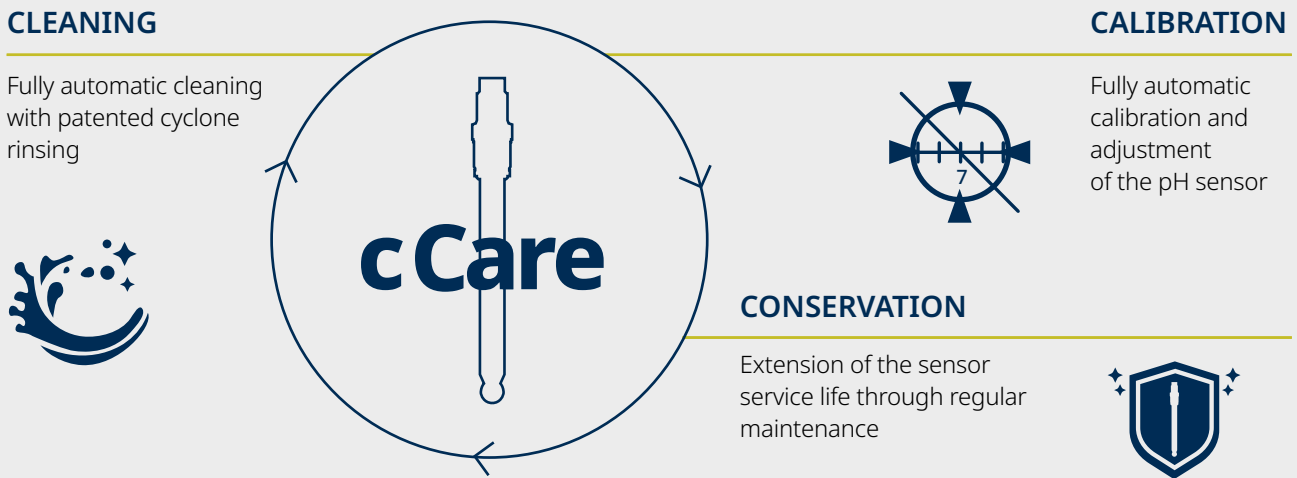 CLEANING
Fully automatic cleaning
with patented cyclone
rinsing
cCare
CALIBRATION
Fully automatic
calibration and
adjustment
of the pH sensor
7
CONSERVATION
Extension of the sensor
service life through regular
maintenance